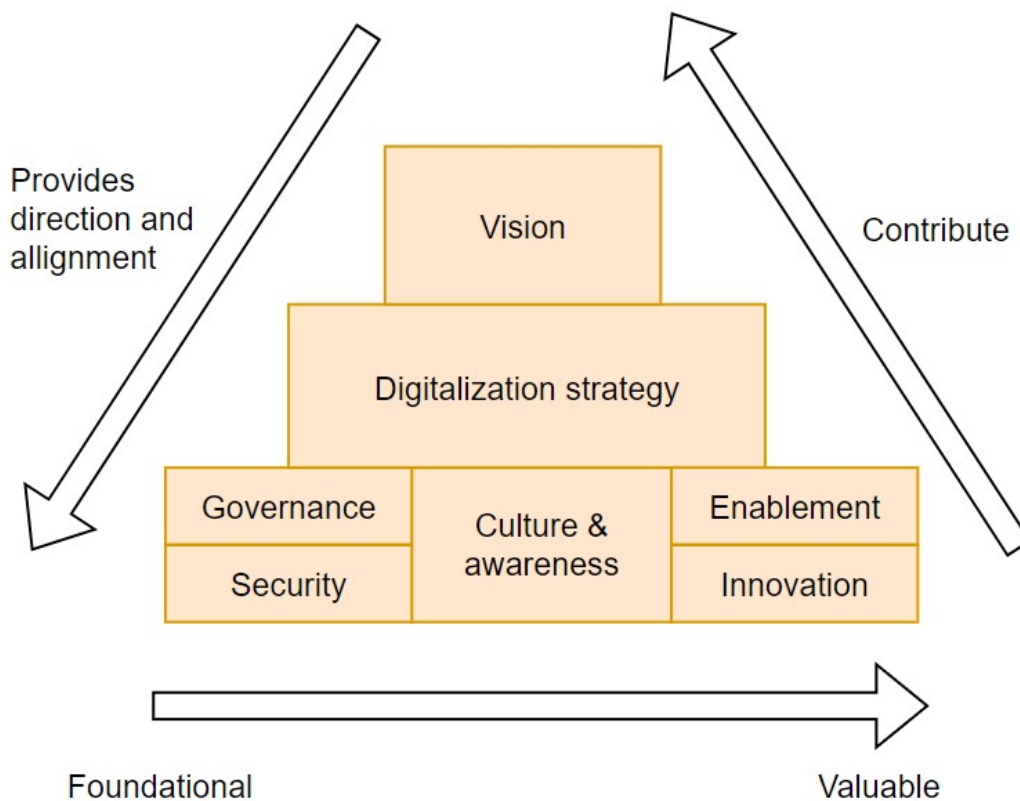 Provides
direction and
allignment
Contribute
Vision
Digitalization strategy
Governance
Culture &
awareness
Enablement
Security
Innovation
Foundational
Valuable